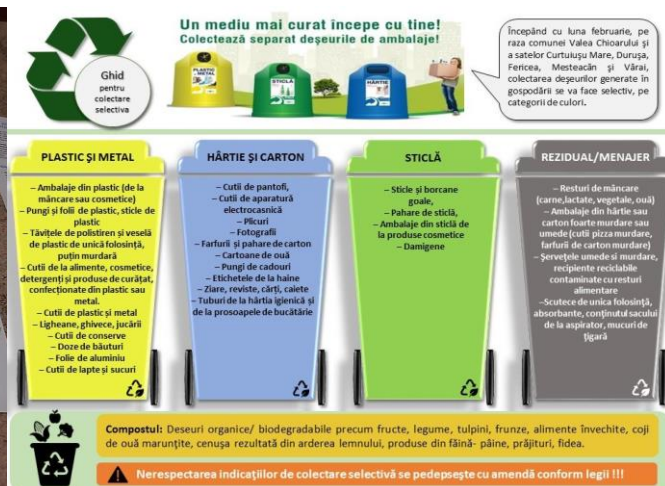 Un mediu mai curat începe cu tine!
Colectează separat deșeurile de ambalaje!
Ghid
pentru
colectare
selectiva
PLASTIC
METAL
STICLĂ
HÂRTIE
Începând cu luna februarie, pe
raza comunei Valea Chioarului și
a satelor Curtuiușu Mare, Durușa,
Fericea, Mesteacăn și Vărai,
colectarea deșeurilor generate în
gospodării se va face selectiv, pe
categorii de culori.
PLASTIC ȘI METAL
– Ambalaje din plastic (de la
mâncare sau cosmetice)
– Pungi și folii de plastic, sticle de
plastic
– Tăvițele de polistiren și veselă
de plastic de unică folosință,
puțin murdară
– Cutii de la alimente, cosmetice,
detergenți și produse de curățat,
confecționate din plastic sau
metal.
– Cutii de plastic și metal
– Ligheane, ghivece, jucării
– Cutii de conserve
– Doze de băuturi
– Folie de aluminiu
– Cutii de lapte și sucuri
HÂRTIE ȘI CARTON
– Cutii de pantofi,
– Cutii de aparatură
electrocasnică
– Plicuri
– Fotografii
– Farfurii și pahare de carton
– Cartoane de ouă
– Pungi de cadouri
– Etichetele de la haine
– Ziare, reviste, cărți, caiete
– Tuburi de la hârtia igienică și
de la prosoapele de bucătărie
STICLĂ
– Sticle și borcane
goale,
– Pahare de sticlă,
– Ambalaje din sticlă de
la produse cosmetice
– Damigene
REZIDUAL/MENAJER
– Resturi de mâncare
(carne,lactate, vegetale, ouă)
– Ambalaje din hârtie sau
carton foarte murdare sau
umede (cutii pizza murdare,
farfurii de carton murdare)
– Șervețele umede si murdare,
recipiente reciclabile
contaminate cu resturi
alimentare
–Scutece de unica folosință,
absorbante, conținutul sacului
de la aspirator, mucuri de
țigară
Compostul: Deseuri organice/ biodegradabile precum fructe, legume, tulpini, frunze, alimente învechite, coji
de ouă marunțite, cenușa rezultată din arderea lemnului, produse din făină- pâine, prăjituri, fidea.
Nerespectarea indicațiilor de colectare selectivă se pedepsește cu amendă conform legii !!!